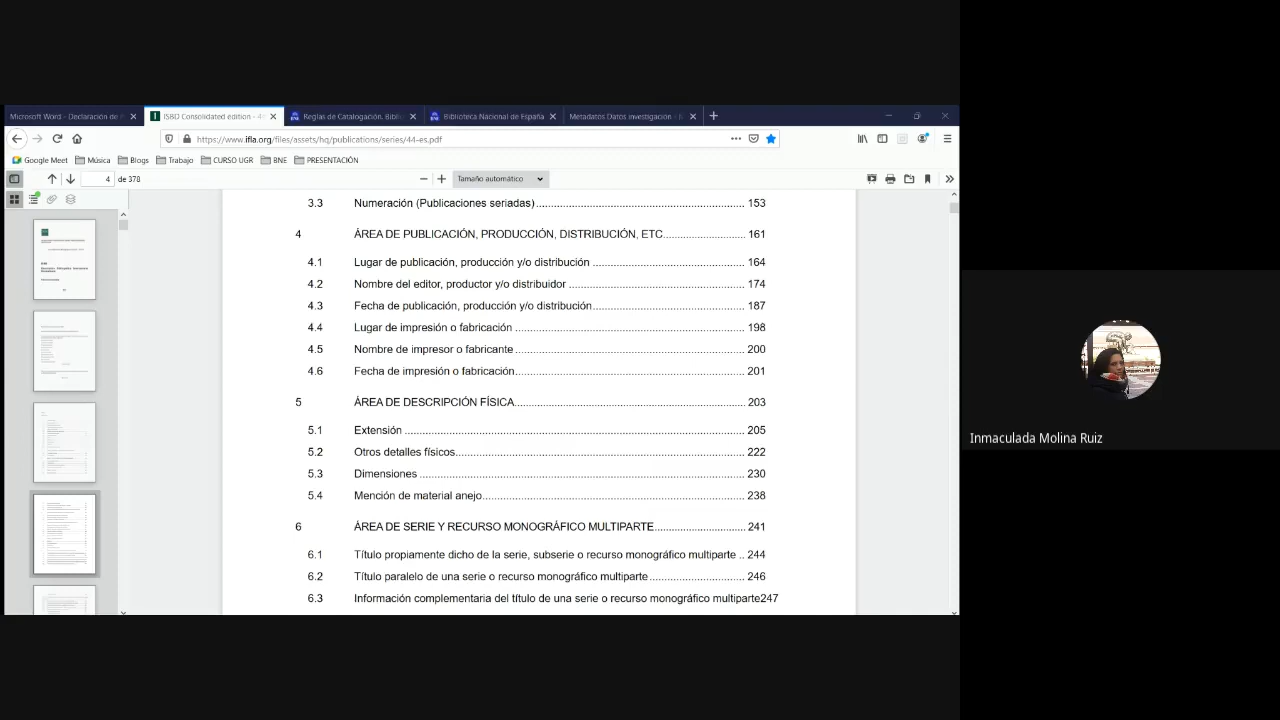 Microsoft Word - Declaración de P
ISBD Consolidated edition - 4
Reglas de Catalogación. Bibli
Biblioteca Nacional de España
Metadatos Datos investigación -
https://www.ifla.org/files/assets/hq/publications/series/44-es.pdf
Google Meet Música Blogs Trabajo CURSO UGR BNE PRESENTACIÓN
4 de 378 Tamaño automático
3.3 Numeración (Publicaciones seriadas) 153
4 ÁREA DE PUBLICACIÓN, PRODUCCIÓN, DISTRIBUCIÓN, ETC 161
4.1 Lugar de publicación, producción y/o distribución 164
4.2 Nombre del editor, productor y/o distribuidor 174
4.3 Fecha de publicación, producción y/o distribución 187
4.4 Lugar de impresión o fabricación 198
4.5 Nombre de impresor o fabricante 200
4.6 Fecha de impresión o fabricación 201
5 ÁREA DE DESCRIPCIÓN FÍSICA 203
5.1 Extensión 205
5.2 Otros detalles físicos 222
5.3 Dimensiones 230
5.4 Mención de material anejo 238
6 ÁREA DE SERIE Y RECURSO MONOGRÁFICO MULTIPARTE 241
6.1 Título propiamente dicho de la serie, subserie o recurso monográfico multiparte 244
6.2 Título paralelo de una serie o recurso monográfico multiparte 246
6.3 Información complementaria del título de una serie o recurso monográfico multiparte247
Inmaculada Molina Ruiz